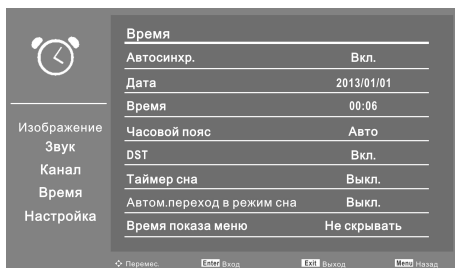 Изображение
Звук
Канал
Время
Настройка
Время
Автосинхр. Вкл.
Дата 2013/01/01
Время 00:06
Часовой пояс Авто
DST Вкл.
Таймер сна Выкл.
Автом.переход в режим сна Выкл.
Время показа меню Не скрывать
Перемес. Enter Вход Exit Выход Menu Назад